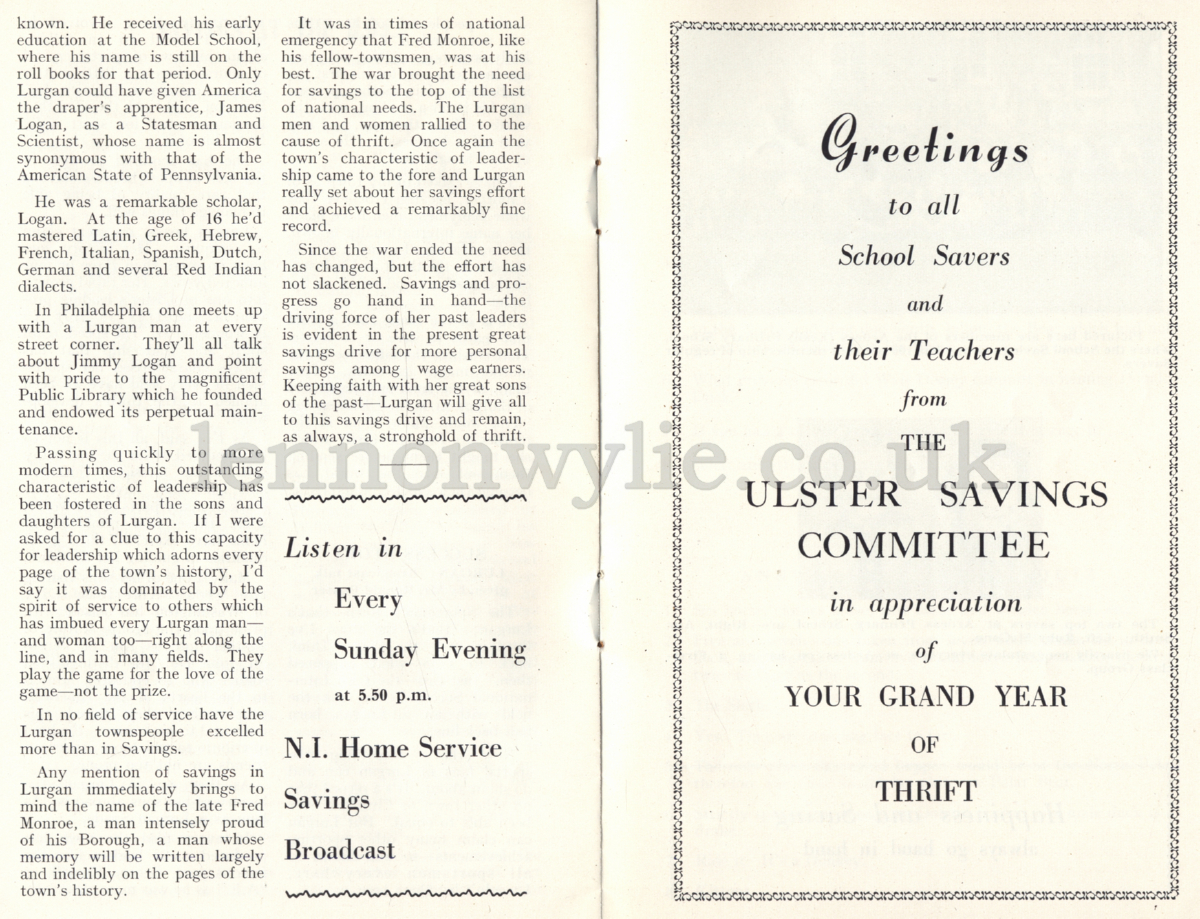 known. He received his early
education at the Model School,
where his name is still on the
roll books for that period. Only
Lurgan could have given America
the draper's apprentice, James
Logan, as a Statesman and
Scientist, whose name is almost
synonymous with that of the
American State of Pennsylvania.
He was a remarkable scholar,
Logan. At the age of 16 he'd
mastered Latin, Greek, Hebrew,
French, Italian, Spanish, Dutch,
German and several Red Indian
dialects.
In Philadelphia one meets up
with a Lurgan man at every
street corner. They'll all talk
about Jimmy Logan and point
with pride to the magnificent
Public Library which he founded
and endowed its perpetual main-
tenance.
Passing quickly to more
modern times, this outstanding
characteristic of leadership has
been fostered in the sons and
daughters of Lurgan. If I were
asked for a clue to this capacity
for leadership which adorns every
page of the town's history, I'd
say it was dominated by the
spirit of service to others which
has imbued every Lurgan man—
and woman too—right along the
line, and in many fields. They
play the game for the love of the
game—not the prize.
In no field of service have the
Lurgan townspeople excelled
more than in Savings.
Any mention of savings in
Lurgan immediately brings to
mind the name of the late Fred
Monroe, a man intensely proud
of his Borough, a man whose
memory will be written largely
and indelibly on the pages of the
town's history.
It was in times of national
emergency that Fred Monroe, like
his fellow-townsmen, was at his
best. The war brought the need
for savings to the top of the list
of national needs. The Lurgan
men and women rallied to the
cause of thrift. Once again the
town's characteristic of leader-
ship came to the fore and Lurgan
really set about her savings effort
and achieved a remarkably fine
record.
Since the war ended the need
has changed, but the effort has
not slackened. Savings and pro-
gress go hand in hand—the
driving force of her past leaders
is evident in the present great
savings drive for more personal
savings among wage earners.
Keeping faith with her great sons
of the past—Lurgan will give all
to this savings drive and remain,
as always, a stronghold of thrift.
Listen in
Every
Sunday Evening
at 5.50 p.m.
N.I. Home Service
Savings
Broadcast
Greetings
to all
School Savers
and
their Teachers
from
THE
ULSTER SAVINGS
COMMITTEE
in appreciation
of
YOUR GRAND YEAR
OF
THRIFT
lennonwylie.co.uk